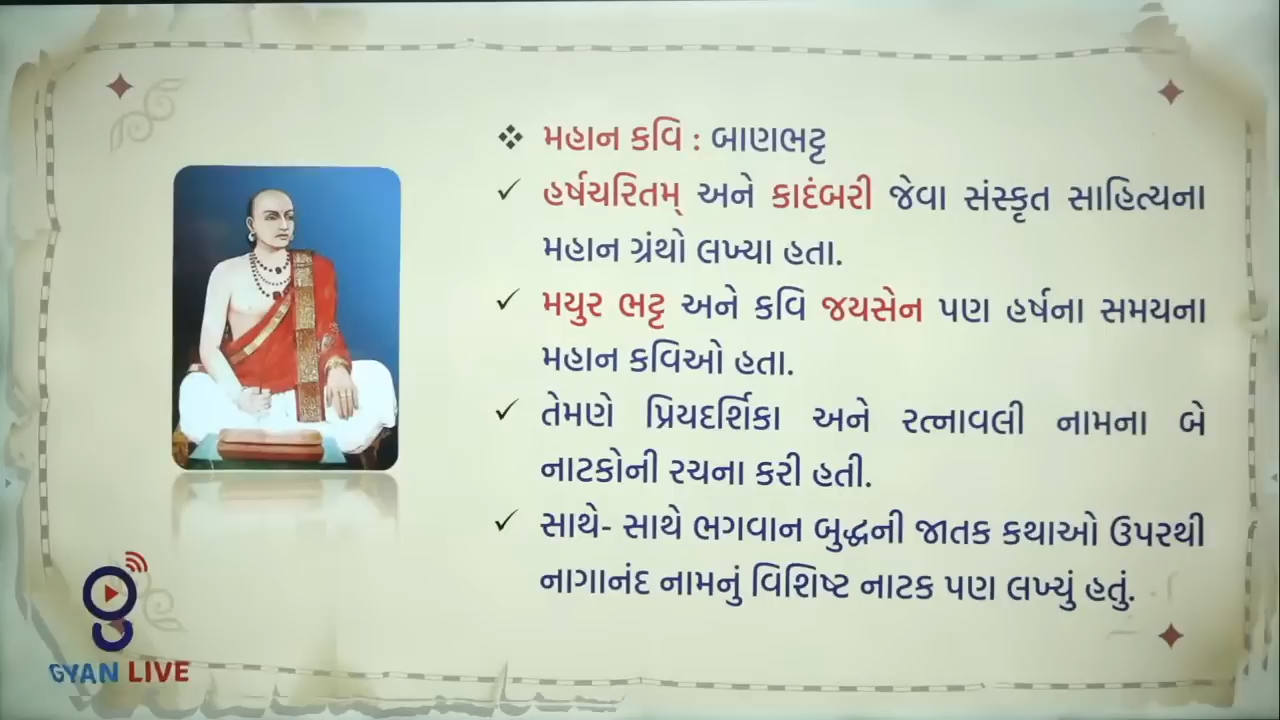 ❖ મહાન કવિ : બાણભટ્ટ
✓ હર્ષચરિતમ્ અને કાદંબરી જેવા સંસ્કૃત સાહિત્યના
મહાન ગ્રંથો લખ્યા હતા.
✓ મયુર ભટ્ટ અને કવિ જયસેન પણ હર્ષના સમયના
મહાન કવિઓ હતા.
✓ તેમણે પ્રિયદર્શિકા અને રત્નાવલી નામના બે
નાટકોની રચના કરી હતી.
✓ સાથે- સાથે ભગવાન બુદ્ધની જાતક કથાઓ ઉપરથી
નાગાનંદ નામનું વિશિષ્ટ નાટક પણ લખ્યું હતું.
GYAN LIVE